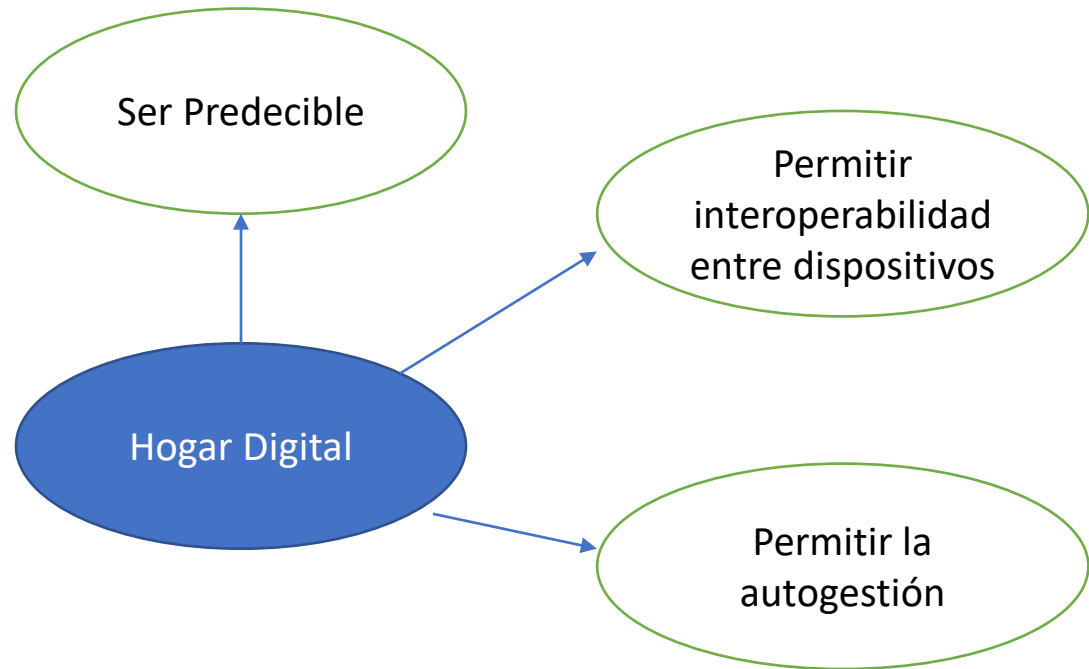 Ser Predecible
Permitir
interoperabilidad
entre dispositivos
Hogar Digital
Permitir la
autogestión